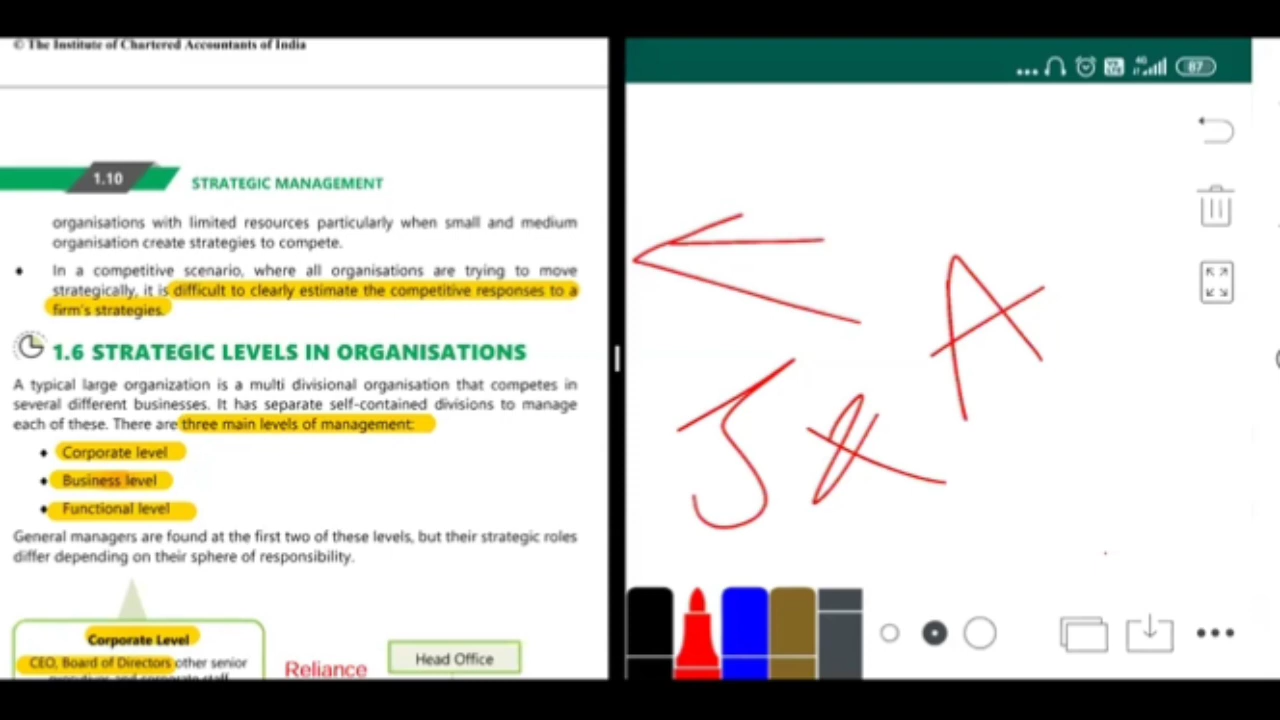 © The Institute of Chartered Accountants of India
1.10 STRATEGIC MANAGEMENT
organisations with limited resources particularly when small and medium
organisation create strategies to compete.
♦ In a competitive scenario, where all organisations are trying to move
strategically, it is difficult to clearly estimate the competitive responses to a
firm's strategies.
1.6 STRATEGIC LEVELS IN ORGANISATIONS
A typical large organization is a multi divisional organisation that competes in
several different businesses. It has separate self-contained divisions to manage
each of these. There are three main levels of management:
♦ Corporate level
♦ Business level
♦ Functional level
General managers are found at the first two of these levels, but their strategic roles
differ depending on their sphere of responsibility.
Corporate Level
CEO, Board of Directors other senior
Reliance
Head Office
4G
87
A